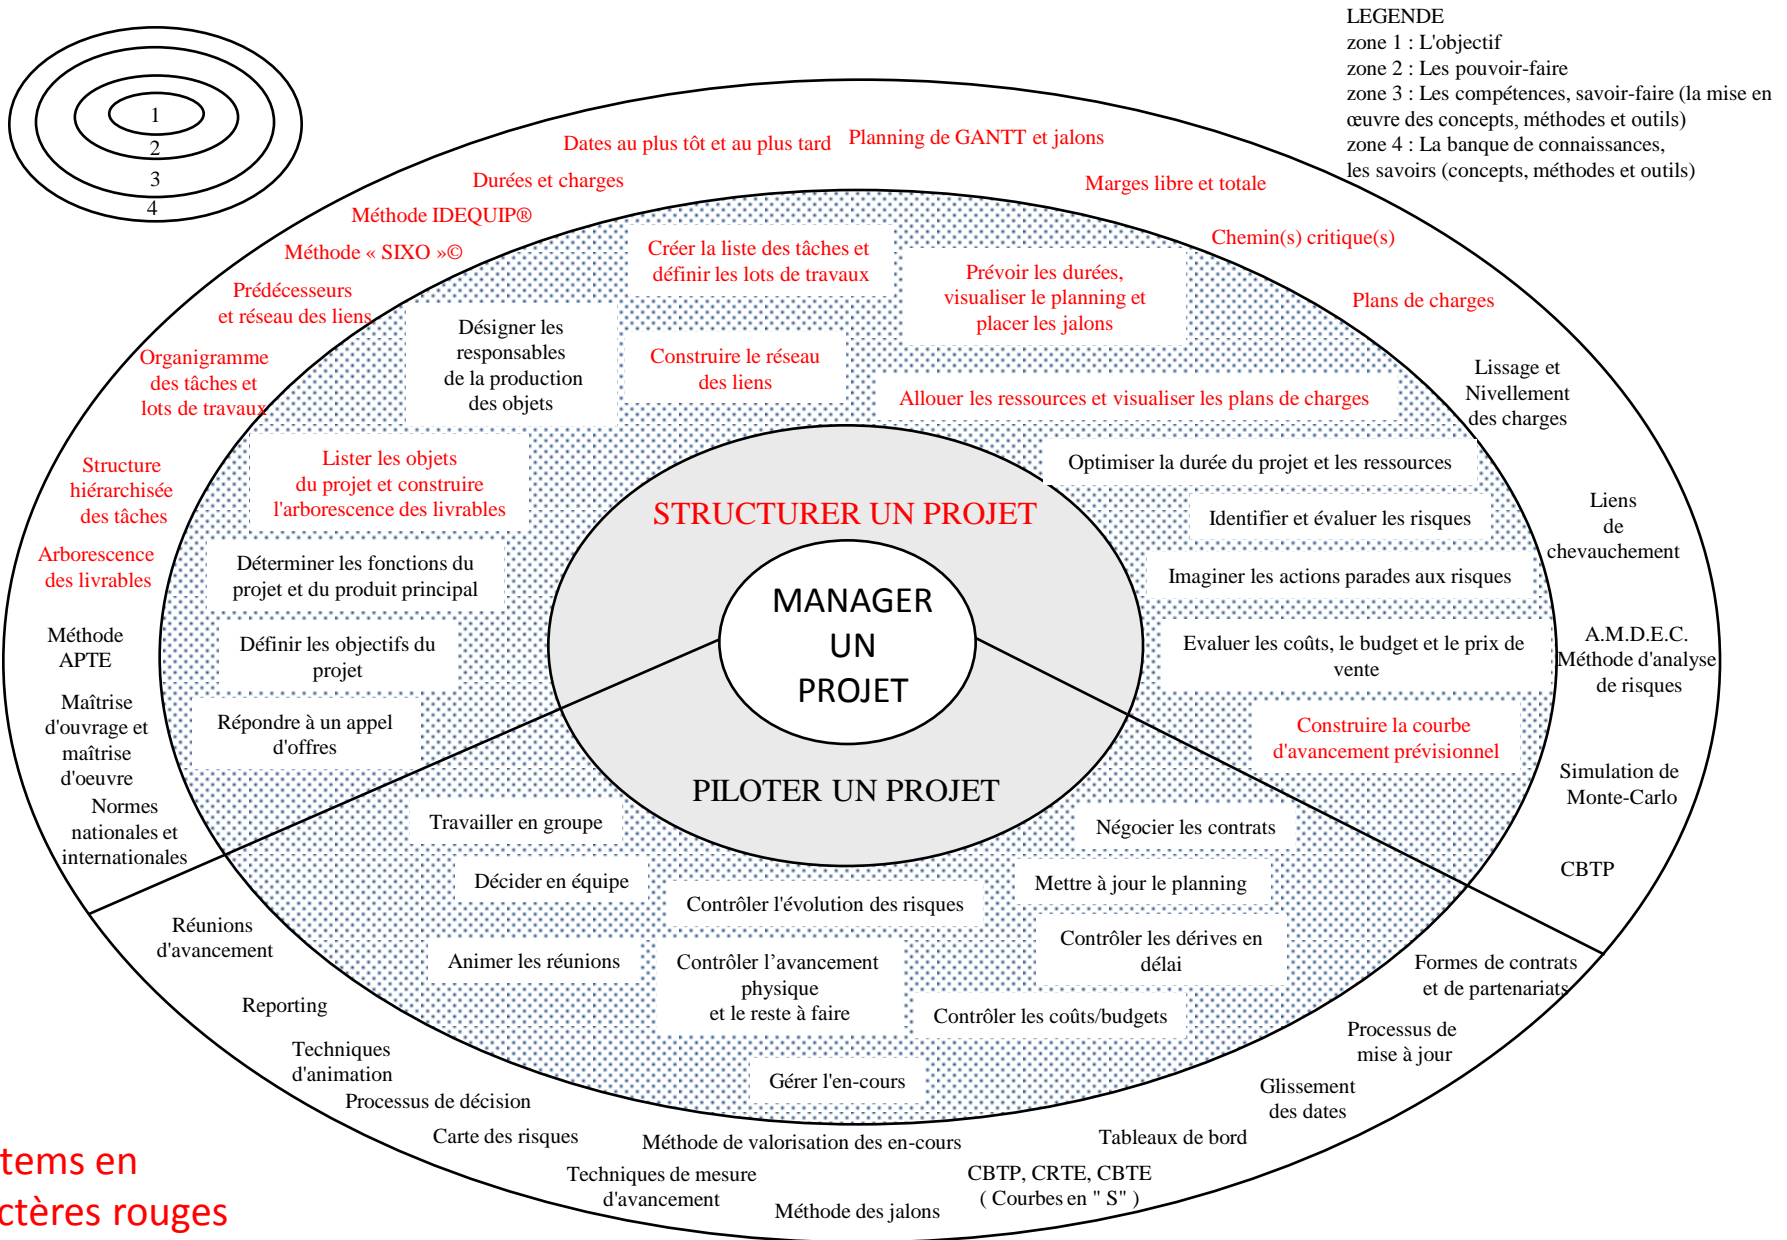 LEGENDE
zone 1 : L'objectif
zone 2 : Les pouvoir-faire
zone 3 : Les compétences, savoir-faire (la mise en
œuvre des concepts, méthodes et outils)
zone 4 : La banque de connaissances,
les savoirs (concepts, méthodes et outils)
1
2
3
4
Dates au plus tôt et au plus tard
Planning de GANTT et jalons
Durées et charges
Marges libre et totale
Méthode IDEQUIP®
Chemin(s) critique(s)
Méthode « SIXO »©
Plans de charges
Prédécesseurs
et réseau des liens
Lissage et
Nivellement
des charges
Organigramme
des tâches et
lots de travaux
Structure
hiérarchisée
des tâches
Liens
de
chevauchement
Arborescence
des livrables
Méthode
APTE
A.M.D.E.C.
Méthode d'analyse
de risques
Maîtrise
d'ouvrage et
maîtrise
d'oeuvre
Simulation de
Monte-Carlo
Normes
nationales et
internationales
CBTP
Créer la liste des tâches et
définir les lots de travaux
Prévoir les durées,
visualiser le planning et
placer les jalons
Désigner les
responsables
de la production
des objets
Construire le réseau
des liens
Allouer les ressources et visualiser les plans de charges
Lister les objets
du projet et construire
l'arborescence des livrables
Optimiser la durée du projet et les ressources
Identifier et évaluer les risques
Déterminer les fonctions du
projet et du produit principal
Imaginer les actions parades aux risques
Définir les objectifs du
projet
Evaluer les coûts, le budget et le prix de
vente
Répondre à un appel
d'offres
Construire la courbe
d'avancement prévisionnel
STRUCTURER UN PROJET
MANAGER
UN
PROJET
PILOTER UN PROJET
Travailler en groupe
Négocier les contrats
Décider en équipe
Mettre à jour le planning
Contrôler l'évolution des risques
Animer les réunions
Contrôler l’avancement
physique
et le reste à faire
Contrôler les dérives en
délai
Contrôler les coûts/budgets
Gérer l'en-cours
Réunions
d'avancement
Formes de contrats
et de partenariats
Reporting
Processus de
mise à jour
Techniques
d'animation
Glissement
des dates
Processus de décision
Carte des risques
Méthode de valorisation des en-cours
Tableaux de bord
Techniques de mesure
d'avancement
CBTP, CRTE, CBTE
( Courbes en " S" )
Méthode des jalons
tems en
ctères rouges